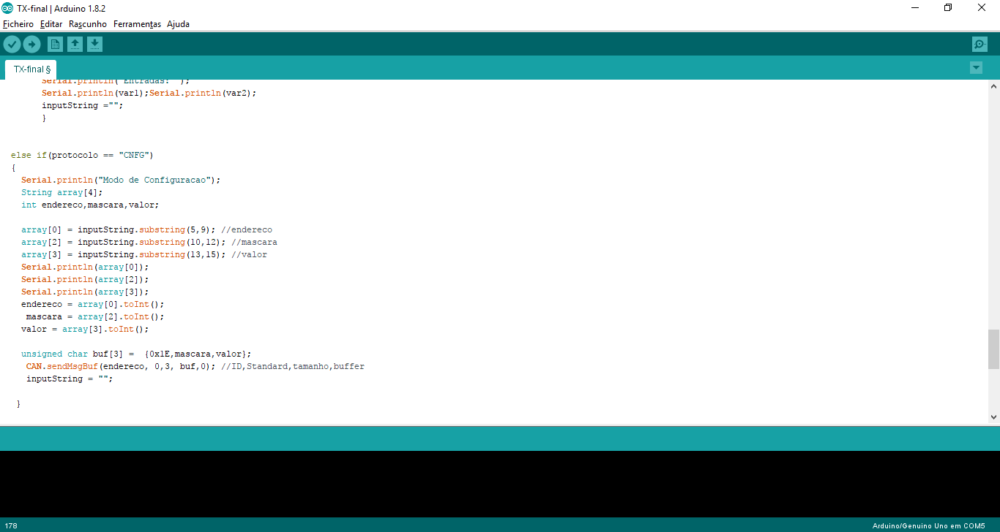 TX-final | Arduino 1.8.2
Ficheiro Editar Rascunho Ferramentas Ajuda
TX-final §
Serial.println("Entradas: ");
Serial.println(var1);Serial.println(var2);
inputString ="";
}
else if(protocolo == "CNFG")
{
Serial.println("Modo de Configuracao");
String array[4];
int endereco,mascara,valor;
array[0] = inputString.substring(5,9); //endereco
array[2] = inputString.substring(10,12); //mascara
array[3] = inputString.substring(13,15); //valor
Serial.println(array[0]);
Serial.println(array[2]);
Serial.println(array[3]);
endereco = array[0].toInt();
mascara = array[2].toInt();
valor = array[3].toInt();
unsigned char buf[3] =  {0x1E,mascara,valor};
CAN.sendMsgBuf(endereco, 0,3, buf,0); //ID,Standard,tamanho,buffer
inputString = "";
}
178
Arduino/Genuino Uno em COM5